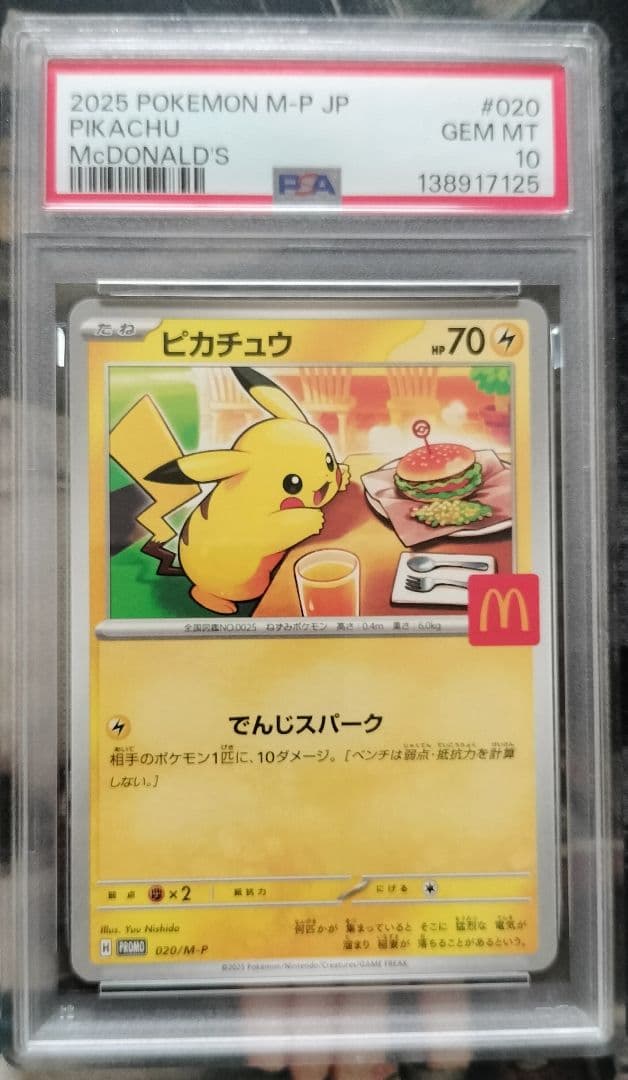 2025 POKEMON M-P JP #020
PIKACHU GEM MT
McDONALD'S 10
PSA 138917125
たね ピカチュウ HP70
全国図鑑NO.0025 ねずみポケモン 高さ:0.4m 重さ:6.0kg
M
でんじスパーク
相手のポケモン1匹に、10ダメージ。[ベンチは弱点・抵抗力を計算
しない。]
弱点 ×2 抵抗力 にげる
Illus. Yuu Nishida
何匹かが 集まっていると そこに 猛烈な 電気が
溜まり 稲妻が 落ちることがあるという。
H PROMO 020/M-P
©2025 Pokémon/Nintendo/Creatures/GAME FREAK